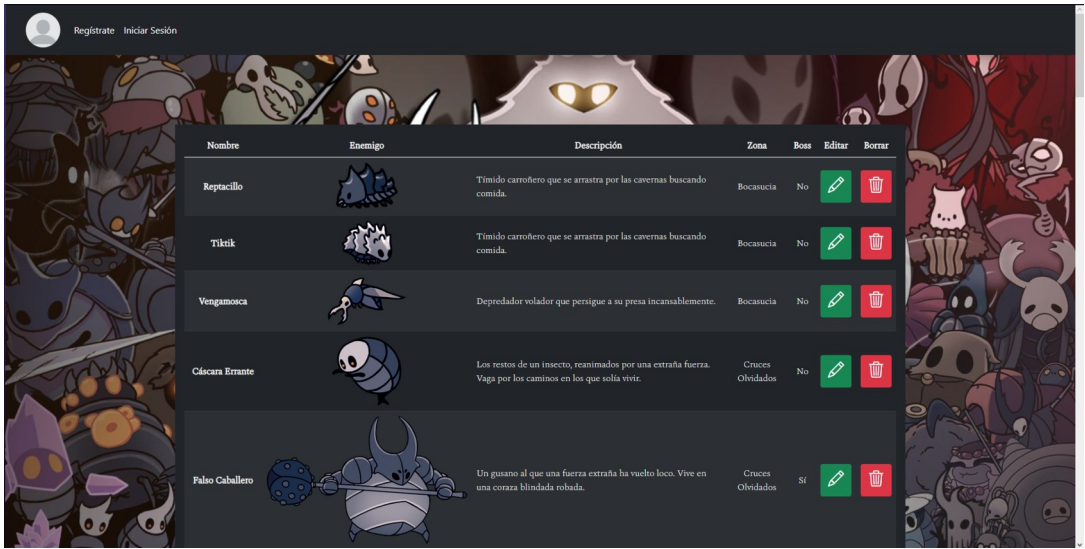 Regístrate Iniciar Sesión
Nombre Enemigo Descripción Zona Boss Editar Borrar
Reptacillo Tímido carroñero que se arrastra por las cavernas buscando comida. Bocasucia No
Tiktik Tímido carroñero que se arrastra por las cavernas buscando comida. Bocasucia No
Vengamosca Depredador volador que persigue a su presa incansablemente. Bocasucia No
Cáscara Errante Los restos de un insecto, reanimados por una extraña fuerza. Vaga por los caminos en los que solía vivir. Cruces Olvidados No
Falso Caballero Un gusano al que una fuerza extraña ha vuelto loco. Vive en una coraza blindada robada. Cruces Olvidados Sí